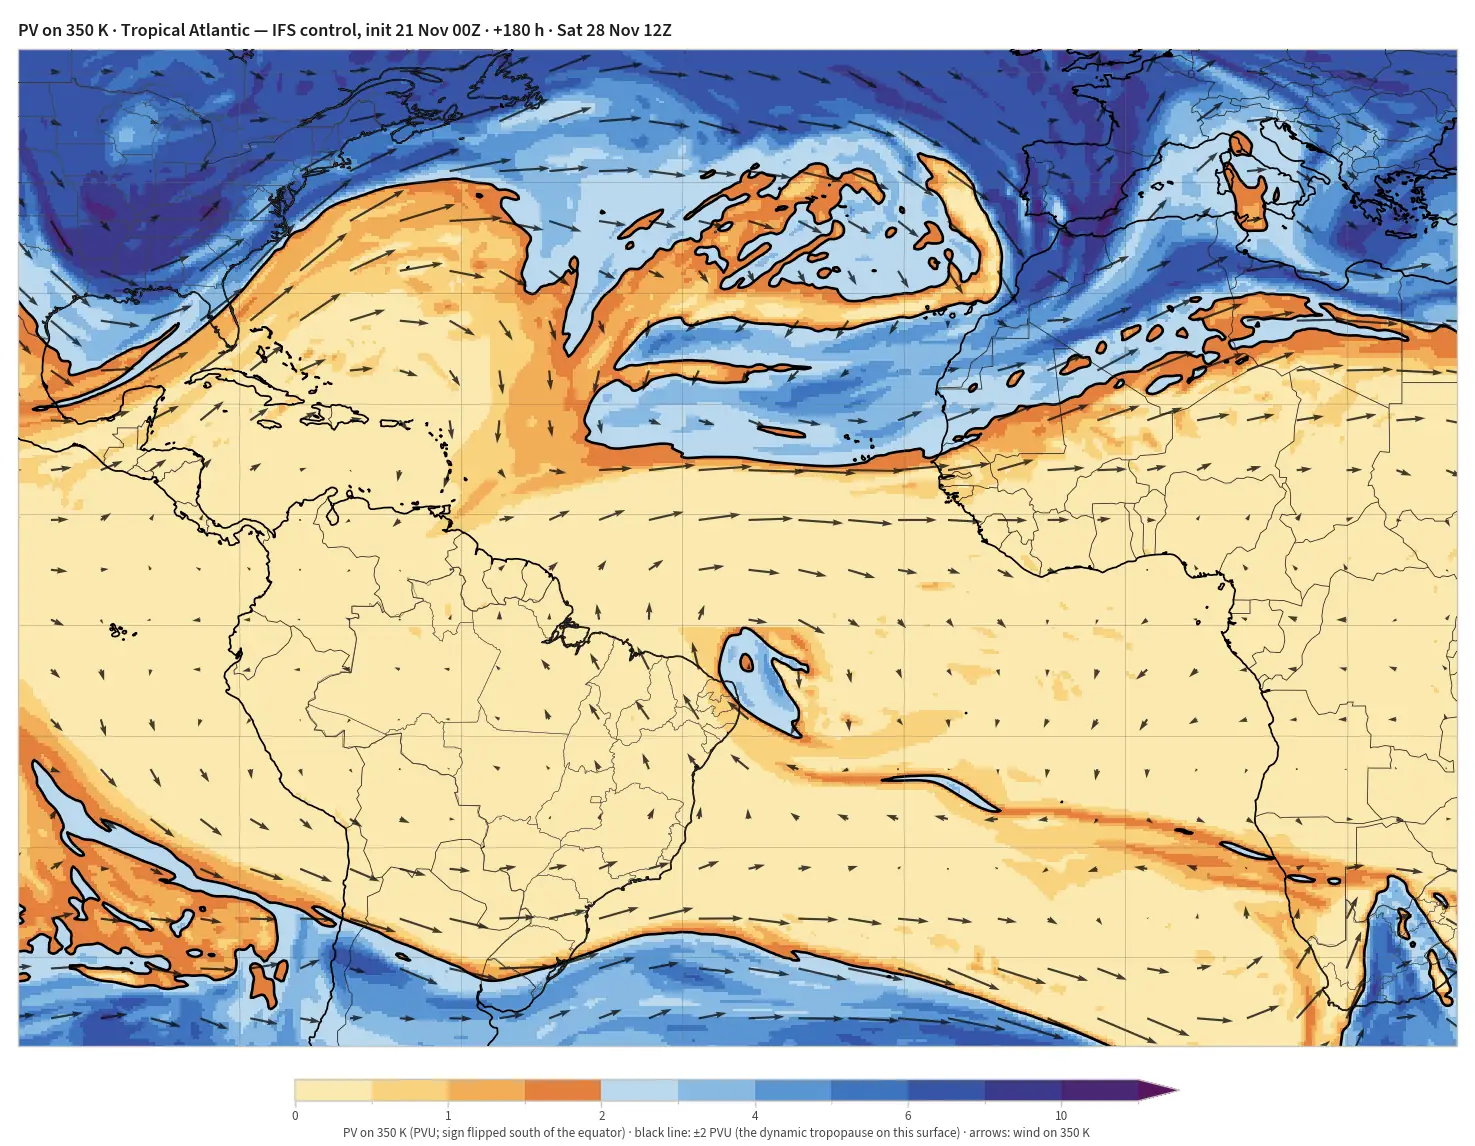 PV on 350 K · Tropical Atlantic — IFS control, init 21 Nov 00Z · +180 h · Sat 28 Nov 12Z
0 1 2 4 6 8 10
PV on 350 K (PVU; sign flipped south of the equator) · black line: ±2 PVU (the dynamic tropopause on this surface) · arrows: wind on 350 K